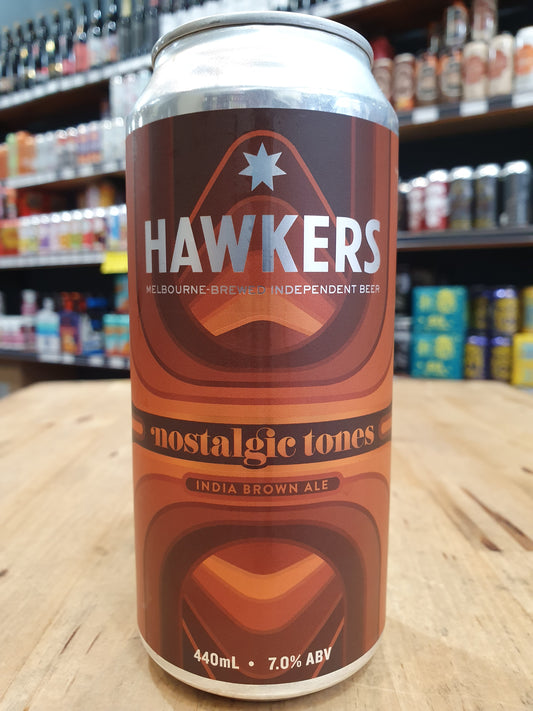 HAWKERS
MELBOURNE-BREWED INDEPENDENT BEER
nostalgic tones
INDIA BROWN ALE
440mL • 7.0% ABV